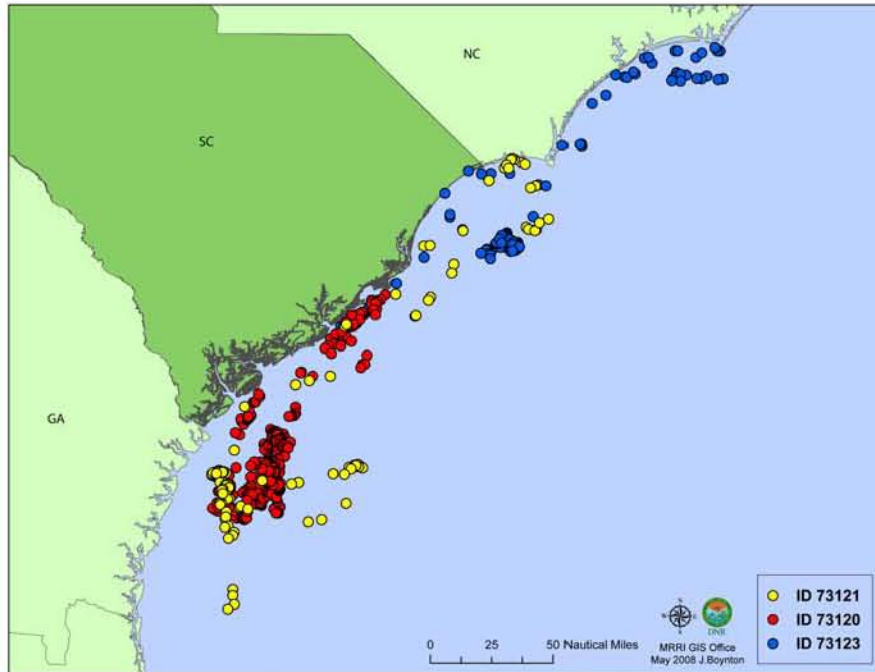 NC
SC
GA
ID 73121
ID 73120
ID 73123
0 25 50 Nautical Miles
DNR
MRRI GIS Office
May 2008 J.Boynton